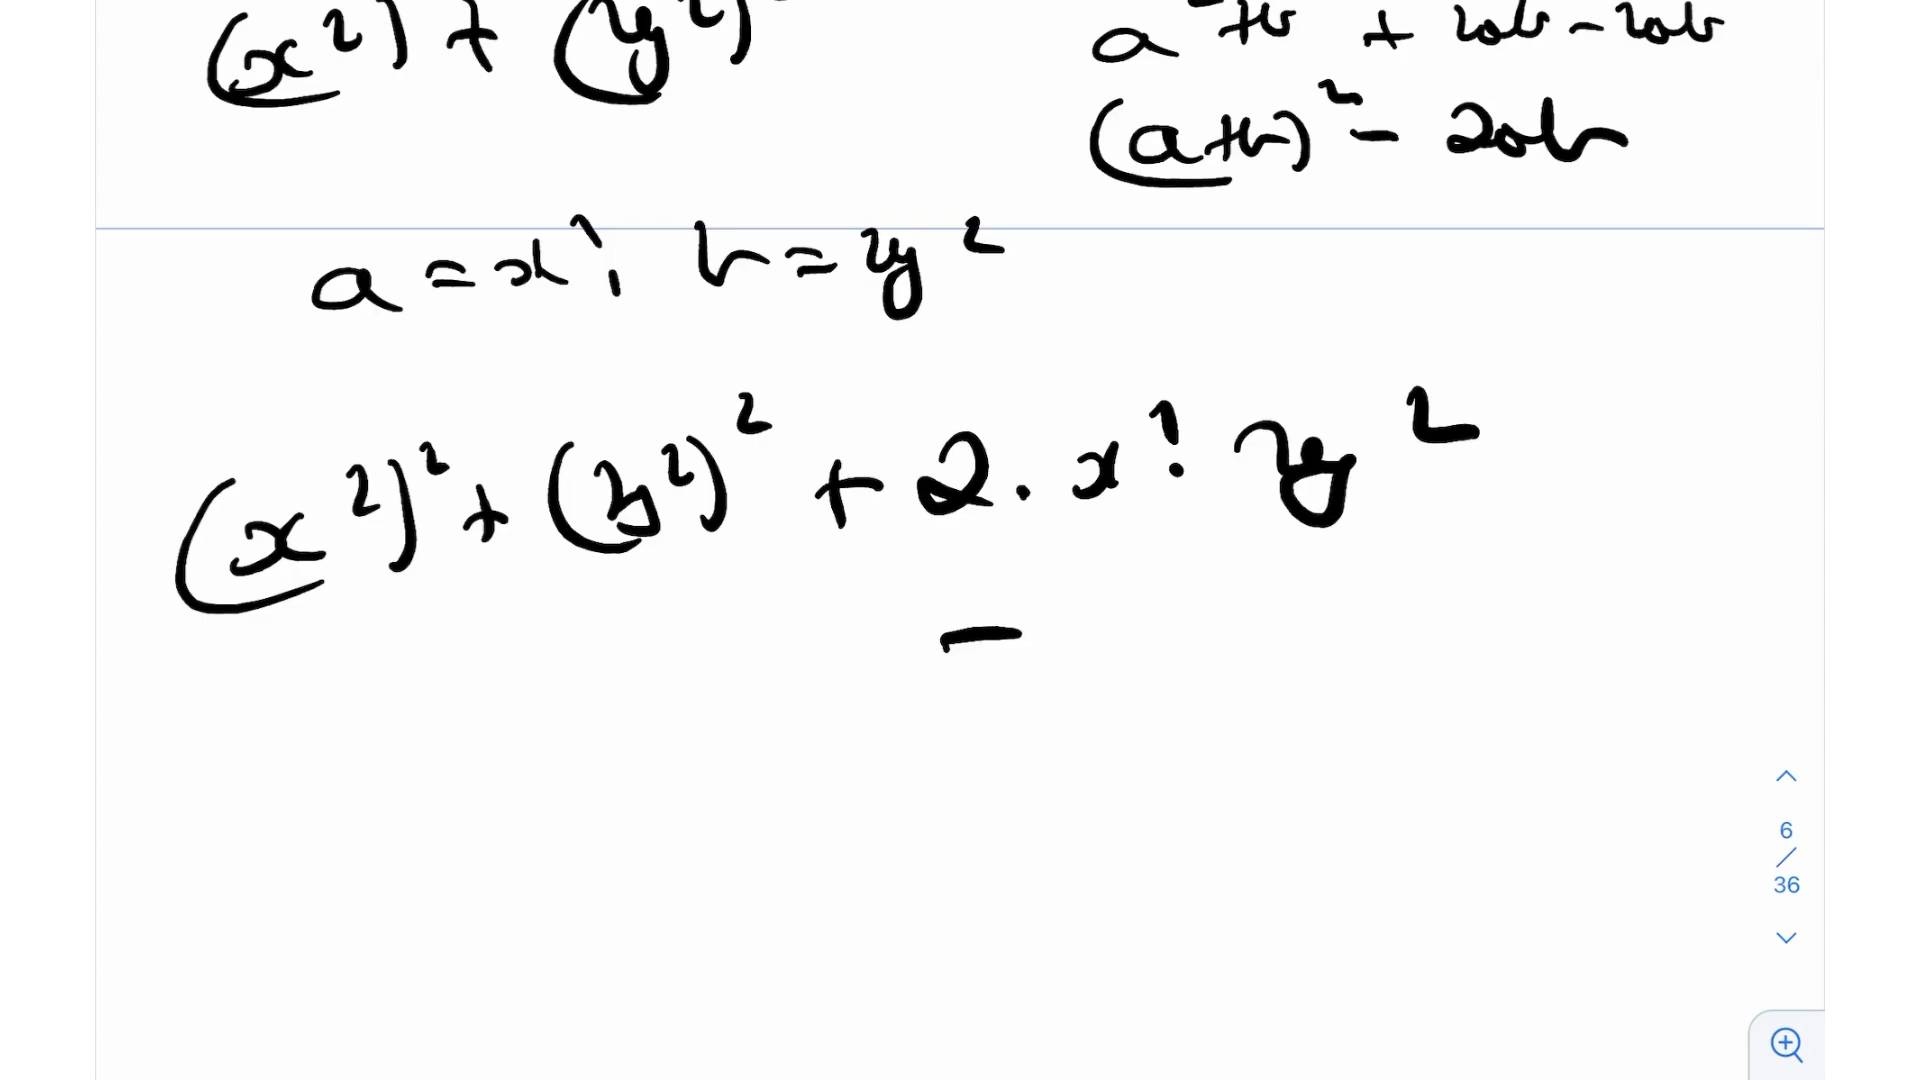 (x²) + (y²)
a² + b² + 2ab - 2ab
(a+b)² - 2ab
a = x², b = y²
(x²)² + (y²)² + 2·x²·y²
-
6
/
36